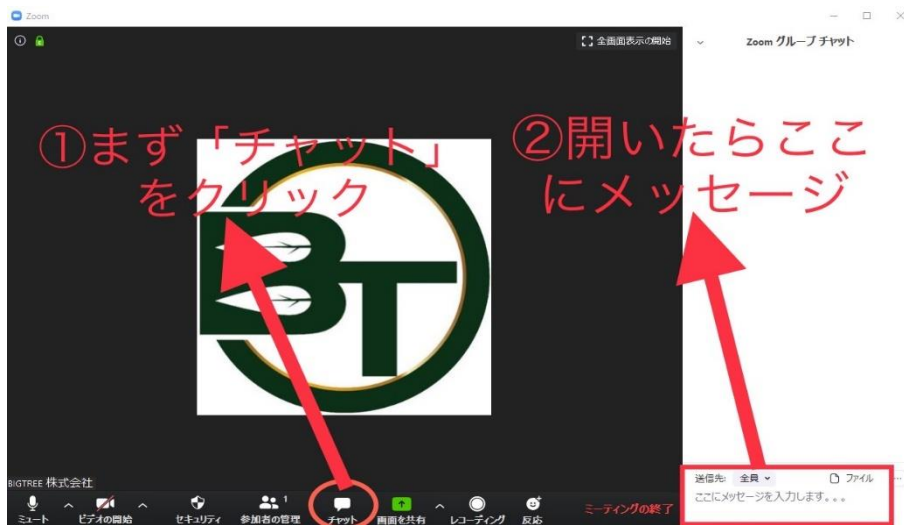 Zoom
全画面表示の開始
Zoom グループ チャット
①まず「チャット」
をクリック
②開いたらここ
にメッセージ
BT
BIGTREE 株式会社
送信先: 全員 ファイル ...
ここにメッセージを入力します。。。
ミュート ビデオの開始 セキュリティ 参加者の管理 1 チャット 画面を共有 レコーディング 反応 ミーティングの終了